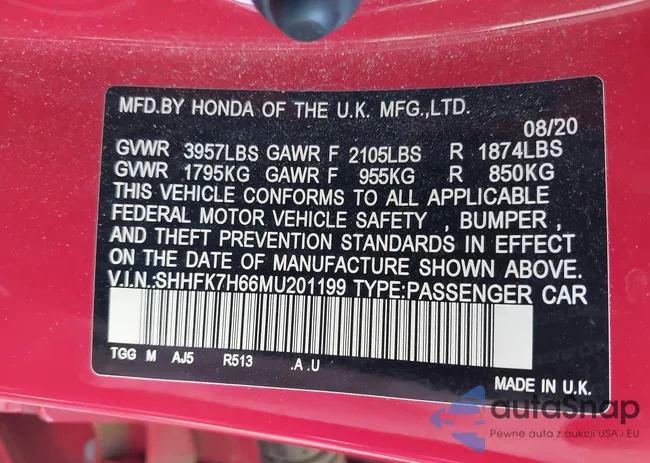 MFD.BY HONDA OF THE U.K. MFG.,LTD.
08/20
GVWR 3957LBS GAWR F 2105LBS R 1874LBS
GVWR 1795KG GAWR F 955KG R 850KG
THIS VEHICLE CONFORMS TO ALL APPLICABLE
FEDERAL MOTOR VEHICLE SAFETY , BUMPER ,
AND THEFT PREVENTION STANDARDS IN EFFECT
ON THE DATE OF MANUFACTURE SHOWN ABOVE.
V.I.N.:SHHFK7H66MU201199 TYPE:PASSENGER CAR
TGG M AJ5 R513 .A .U
MADE IN U.K.
autoSnap
Pewne auta z aukcji USA i EU